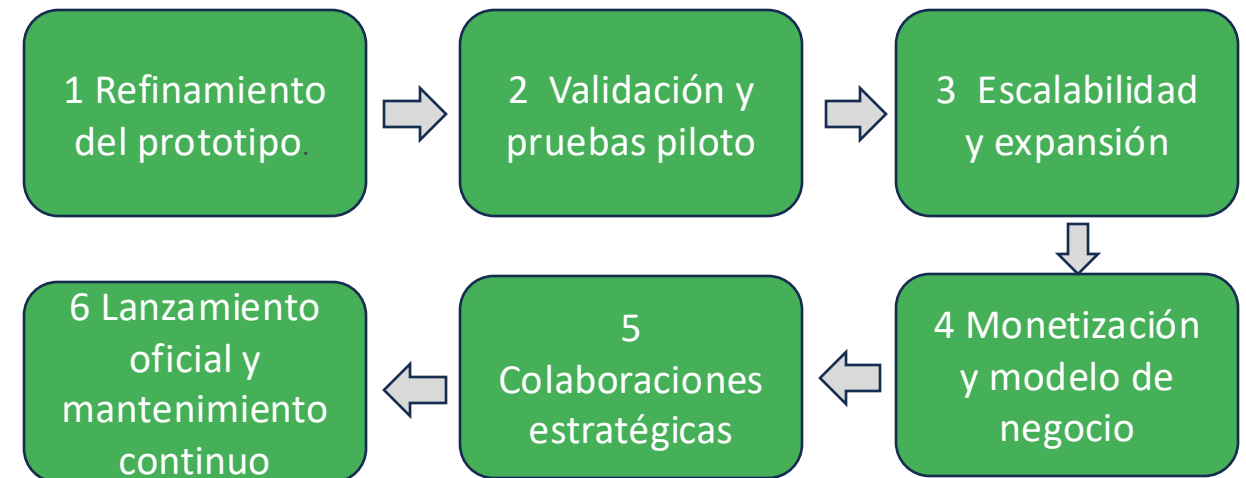 1 Refinamiento
del prototipo.
2 Validación y
pruebas piloto
3 Escalabilidad
y expansión
4 Monetización
y modelo de
negocio
5
Colaboraciones
estratégicas
6 Lanzamiento
oficial y
mantenimiento
continuo